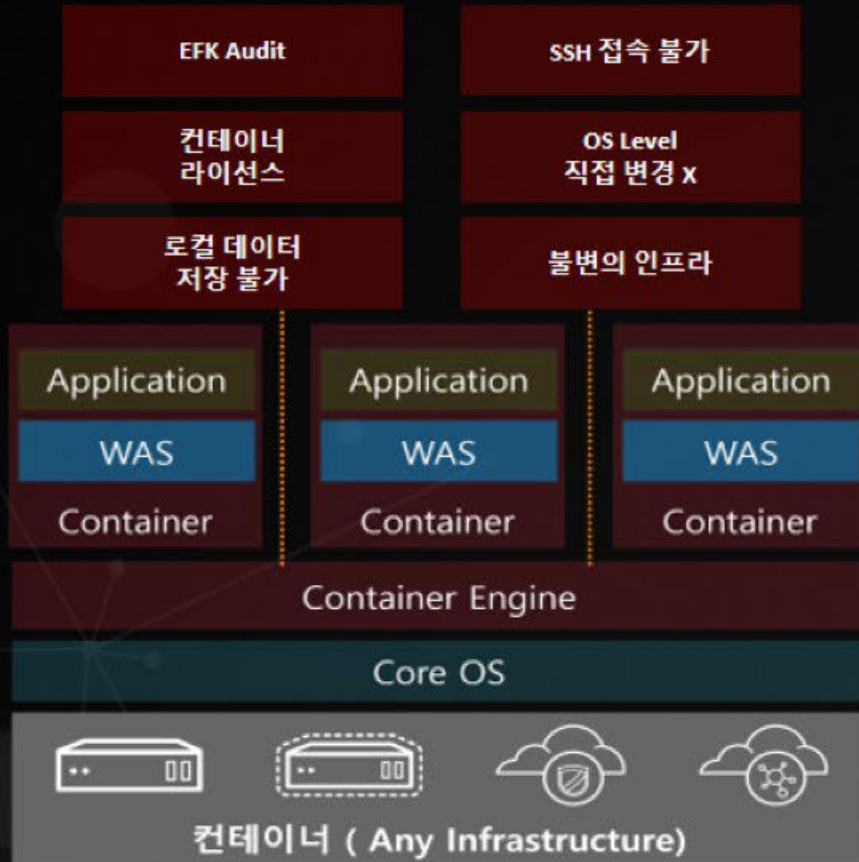 EFK Audit
SSH 접속 불가
컨테이너
라이선스
OS Level
직접 변경 X
로컬 데이터
저장 불가
불변의 인프라
Application
Application
Application
WAS
WAS
WAS
Container
Container
Container
Container Engine
Core OS
컨테이너 ( Any Infrastructure)